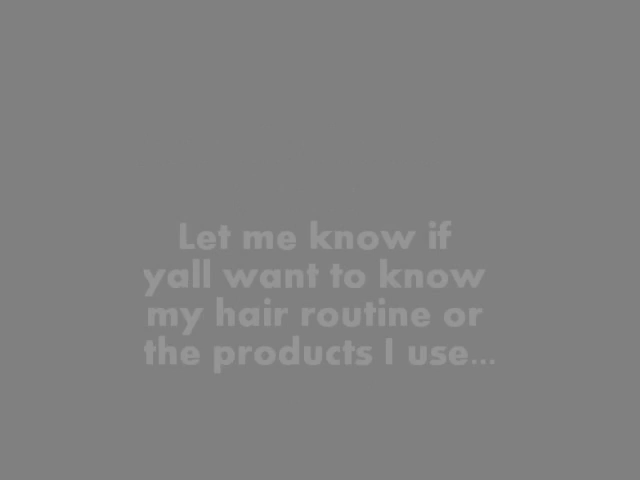 Let me know if
yall want to know
my hair routine or
the products I use...